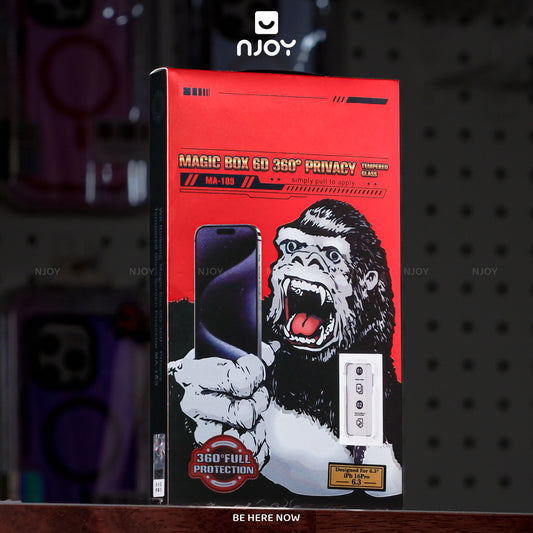 NJOY
MAGIC BOX 6D 360° PRIVACY TEMPERED GLASS
MA-189
simply pull to apply
NJOY
NJOY
NJOY
NJOY
360° FULL
PROTECTION
Designed For 6.3"
iPh 16Pro
6.3
BE HERE NOW